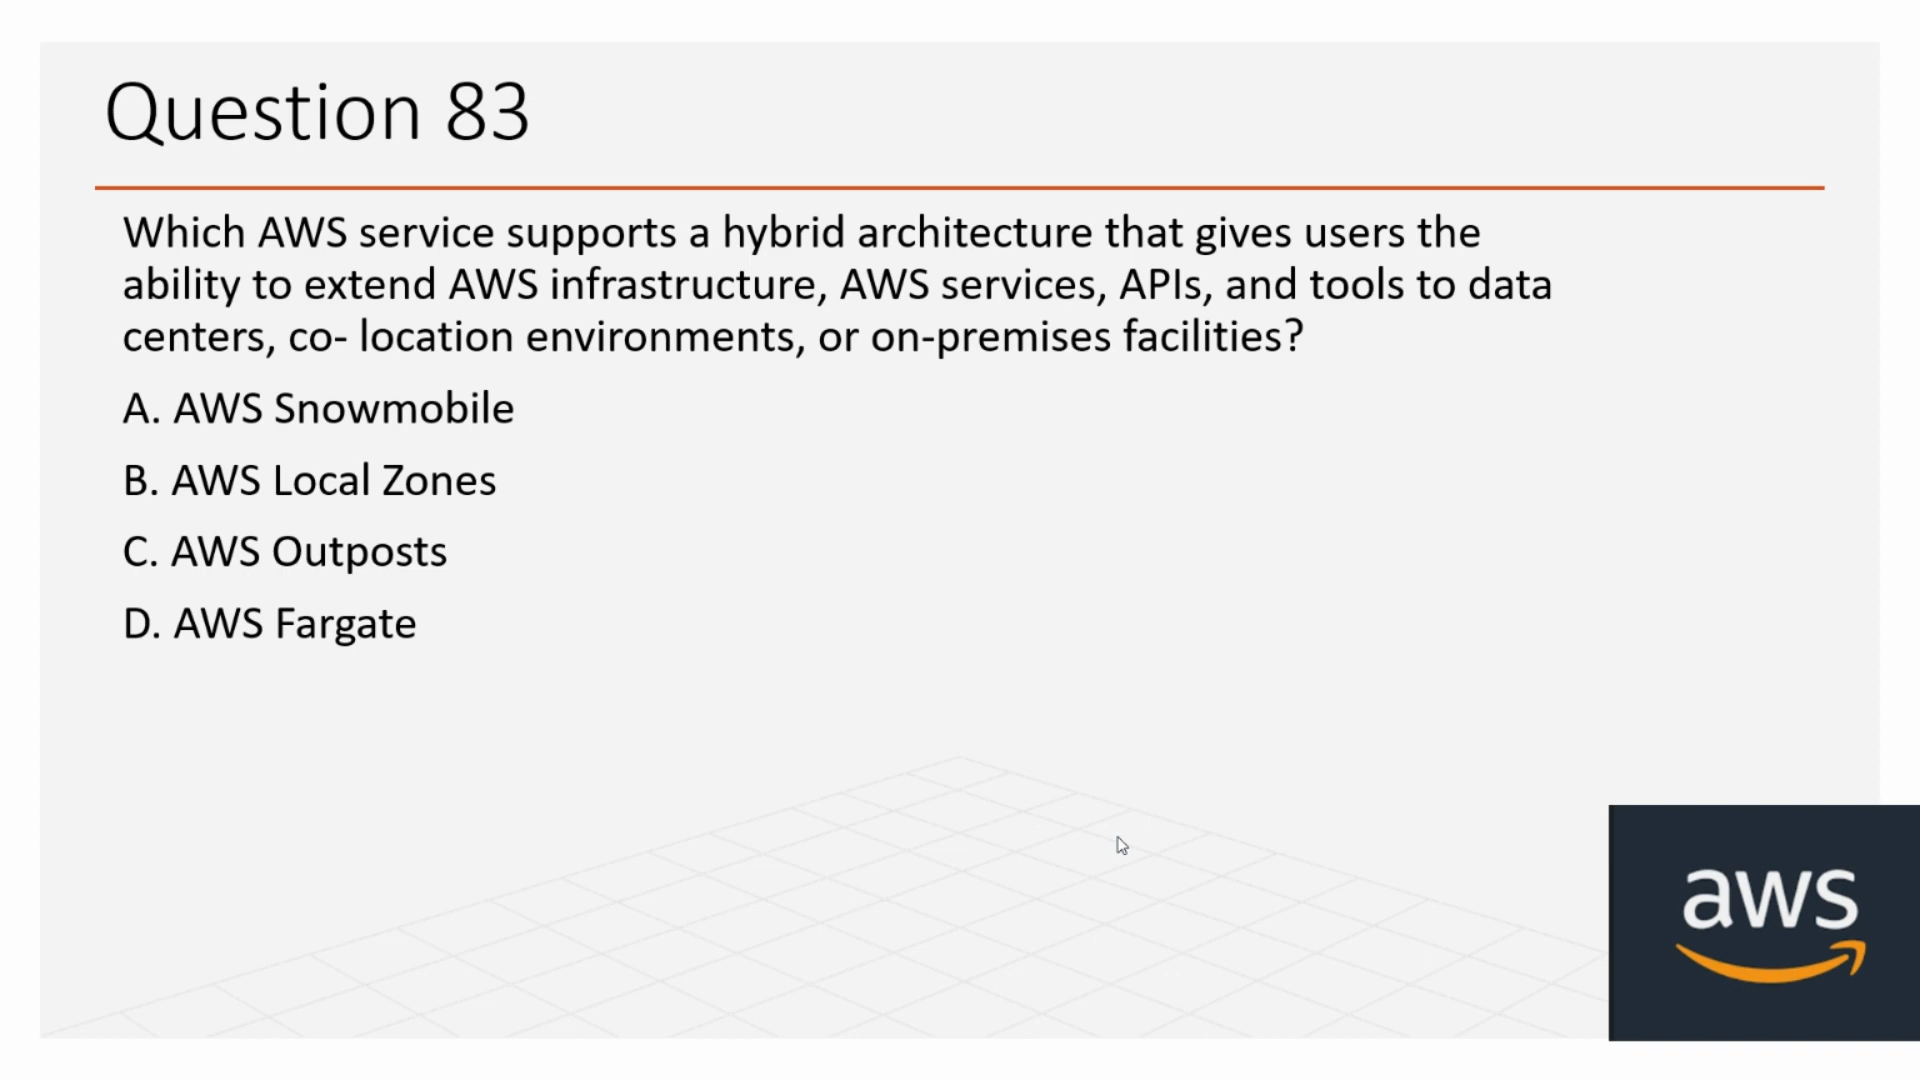 Question 83
Which AWS service supports a hybrid architecture that gives users the
ability to extend AWS infrastructure, AWS services, APIs, and tools to data
centers, co- location environments, or on-premises facilities?
A. AWS Snowmobile
B. AWS Local Zones
C. AWS Outposts
D. AWS Fargate
aws